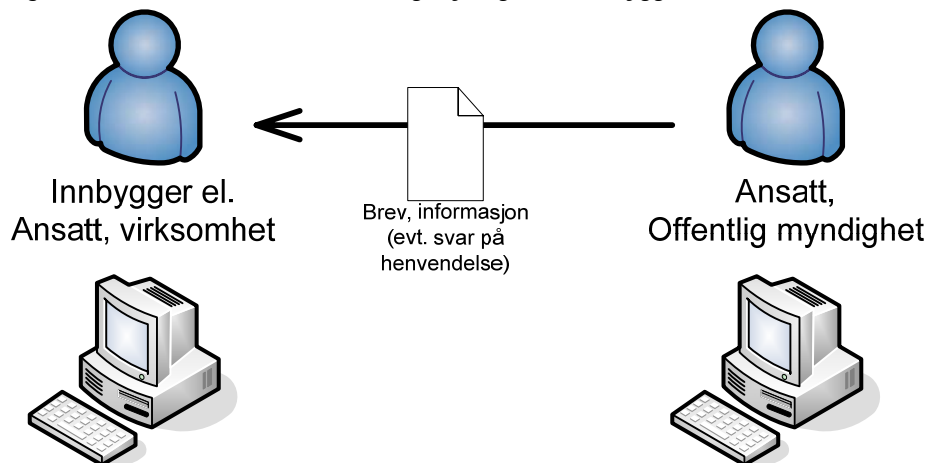 Innbygger el.
Ansatt, virksomhet
Brev, informasjon
(evt. svar på
henvendelse)
Ansatt,
Offentlig myndighet